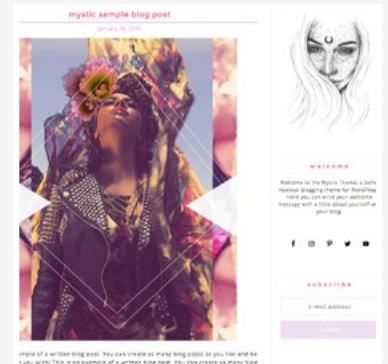 mystic sample blog post
January 28, 2016
welcome
Welcome to the Mystic Theme, a boho
mystical blogging theme for WordPress
Here you can write your welcome
message with a little about yourself or
your blog.
subscribe
E-Mail Address
mple of a written blog post. You can create as many blog posts as you like and be
you wish! This is an example of a written blog post. You can create as many blog